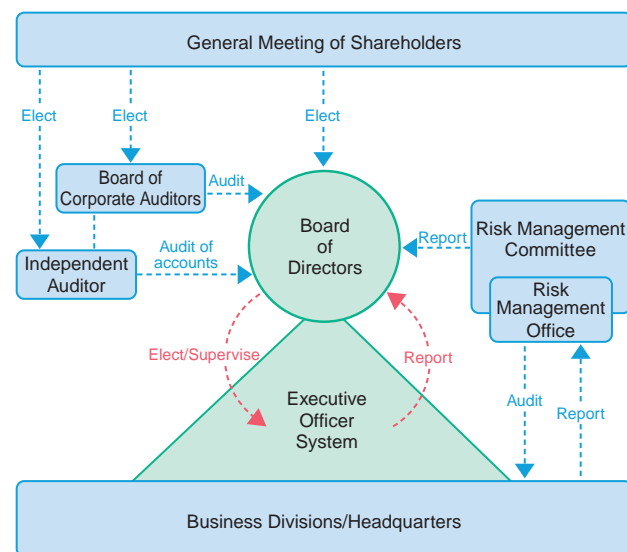 General Meeting of Shareholders
Elect
Elect
Elect
Board of
Corporate Auditors
Audit
Board
of
Directors
Report
Risk Management
Committee
Independent
Auditor
Audit of
accounts
Risk
Management
Office
Elect/Supervise
Report
Executive
Officer
System
Audit
Report
Business Divisions/Headquarters